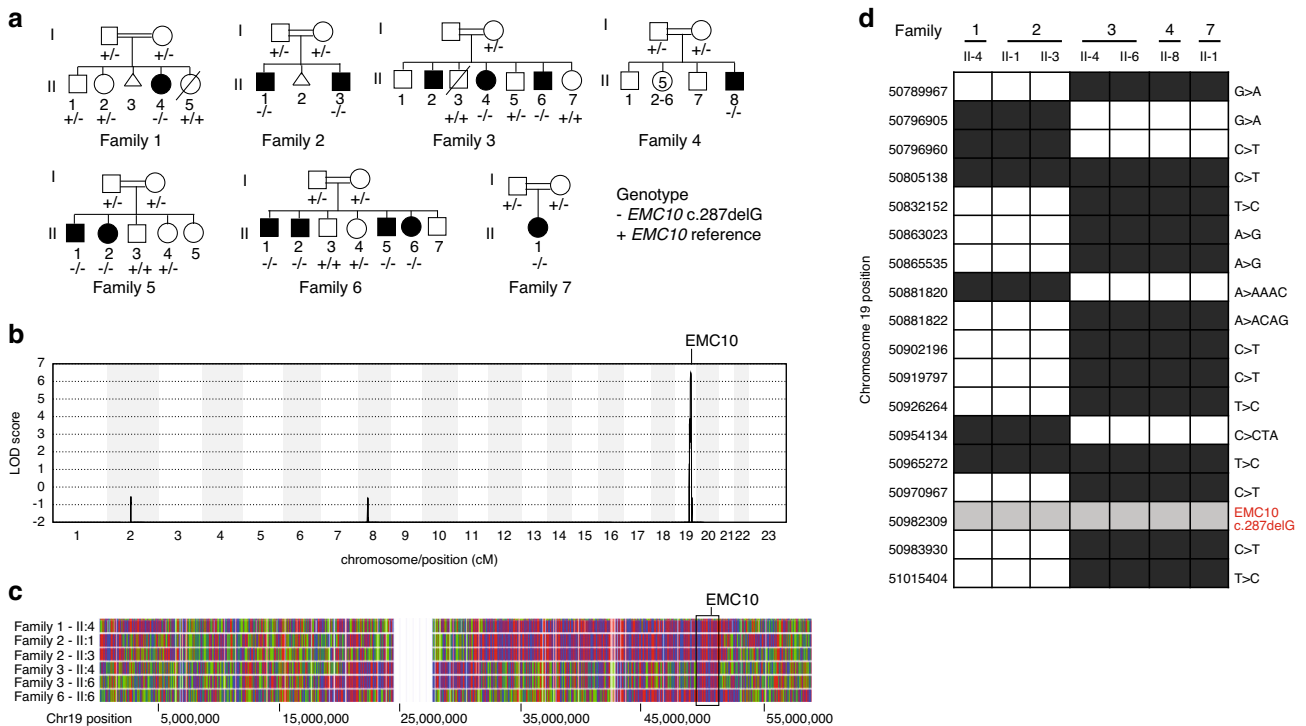 a
I
+/- +/-
II
1 2 3 4 5
+/- +/- -/- +/+
Family 1
+/- +/-
1 2 3
-/- -/-
Family 2
I
+/-
II
1 2 3 4 5 6 7
+/+ -/- +/- -/- +/+
Family 3
I
+/- +/-
II
5
1 2-6 7 8
-/-
Family 4
I
+/- +/-
II
1 2 3 4 5
-/- -/- +/+ +/-
Family 5
I
+/- +/-
II
1 2 3 4 5 6 7
-/- -/- +/+ +/- -/- -/-
Family 6
I
+/- +/-
II
1
-/-
Family 7
Genotype
- EMC10 c.287delG
+ EMC10 reference
b
EMC10
LOD score
7
6
5
4
3
2
1
0
-1
-2
1 2 3 4 5 6 7 8 9 10 11 12 13 14 15 16 17 18 19 20 21 22 23
chromosome/position (cM)
c
EMC10
Family 1 - II:4
Family 2 - II:1
Family 2 - II:3
Family 3 - II:4
Family 3 - II:6
Family 6 - II:6
Chr19 position 5,000,000 15,000,000 25,000,000 35,000,000 45,000,000 55,000,000
d
Family 1 2 3 4 7
II-4 II-1 II-3 II-4 II-6 II-8 II-1
Chromosome 19 position
50789967 G>A
50796905 G>A
50796960 C>T
50805138 C>T
50832152 T>C
50863023 A>G
50865535 A>G
50881820 A>AAAC
50881822 A>ACAG
50902196 C>T
50919797 C>T
50926264 T>C
50954134 C>CTA
50965272 T>C
50970967 C>T
50982309 EMC10
c.287delG
50983930 C>T
51015404 T>C